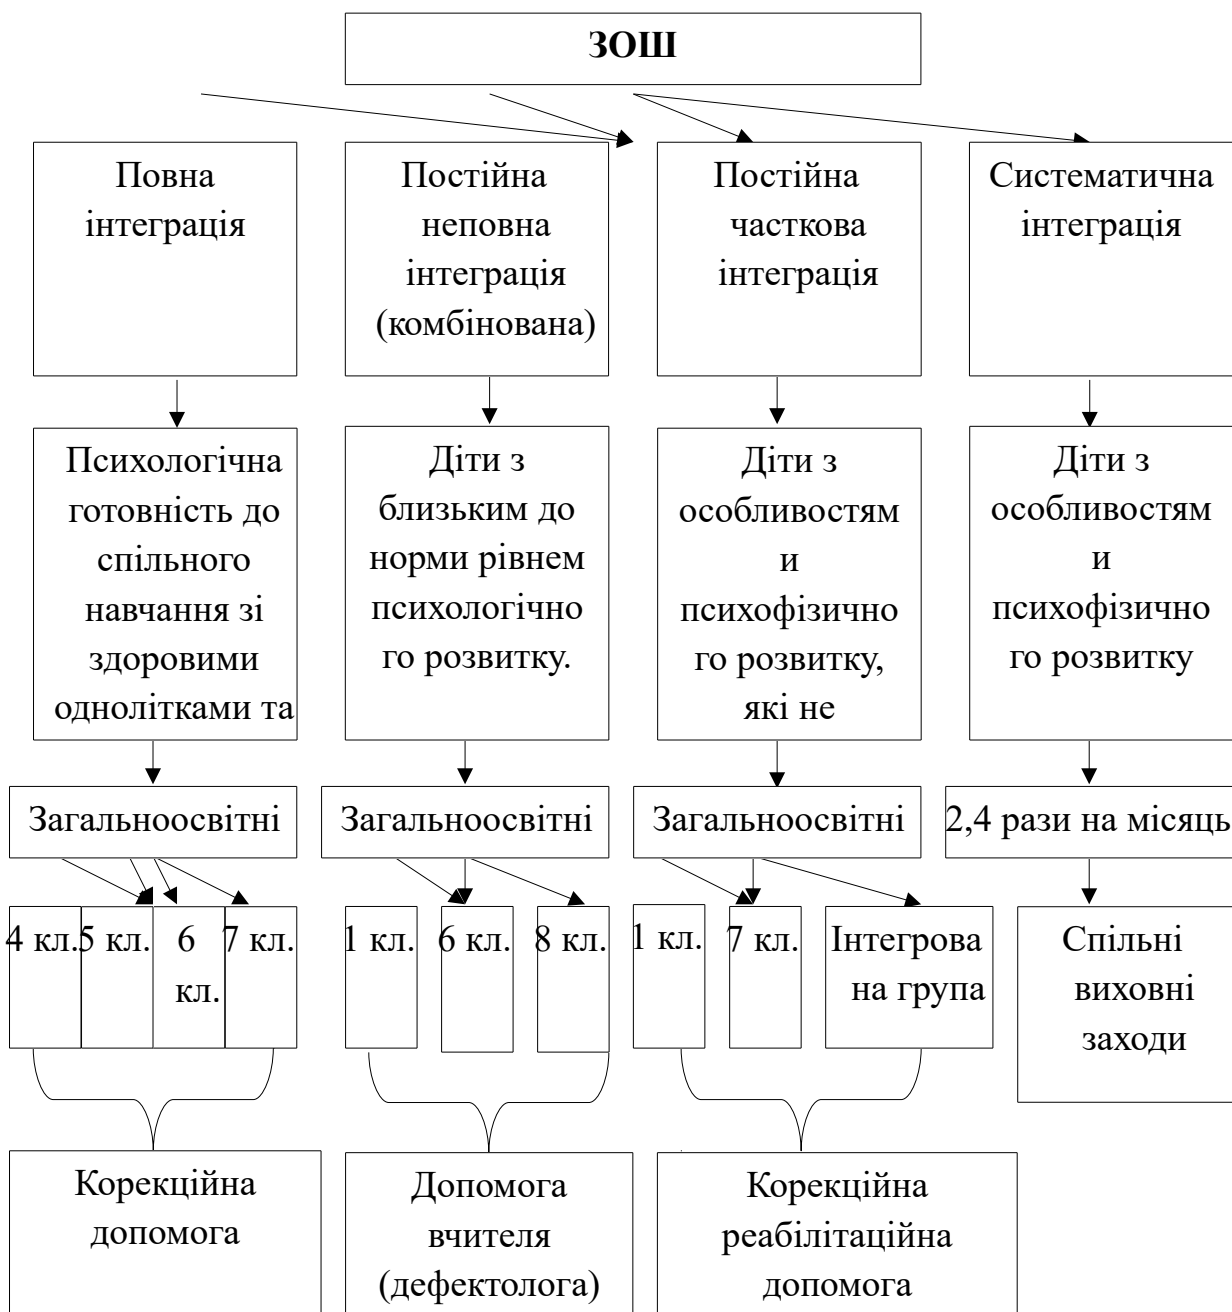 ЗОШ
Повна
інтеграція
Постійна
неповна
інтеграція
(комбінована)
Постійна
часткова
інтеграція
Систематична
інтеграція
Психологічна
готовність до
спільного
навчання зі
здоровими
однолітками та
Діти з
близьким до
норми рівнем
психологічно
го розвитку.
Діти з
особливостям
и
психофізично
го розвитку,
які не
Діти з
особливостям
и
психофізично
го розвитку
Загальноосвітні
Загальноосвітні
Загальноосвітні
2,4 рази на місяць
4 кл.
5 кл.
6
кл.
7 кл.
1 кл.
6 кл.
8 кл.
1 кл.
7 кл.
Інтегрова
на група
Спільні
виховні
заходи
Корекційна
допомога
Допомога
вчителя
(дефектолога)
Корекційна
реабілітаційна
допомога